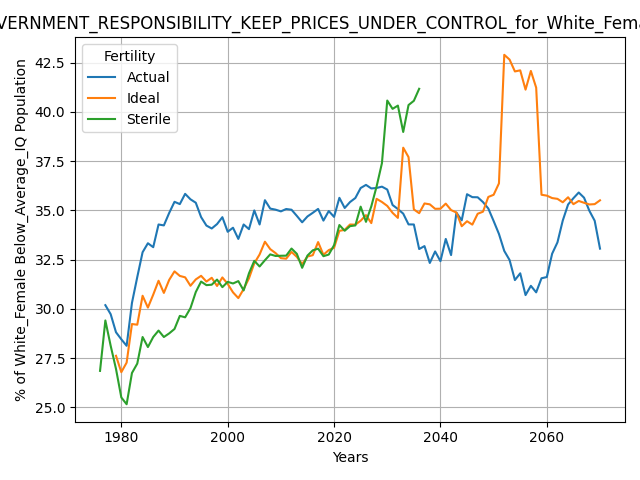 VERNMENT_RESPONSIBILITY_KEEP_PRICES_UNDER_CONTROL_for_White_Fema
Fertility
Actual
Ideal
Sterile
% of White_Female Below_Average_IQ Population
42.5
40.0
37.5
35.0
32.5
30.0
27.5
25.0
1980 2000 2020 2040 2060
Years